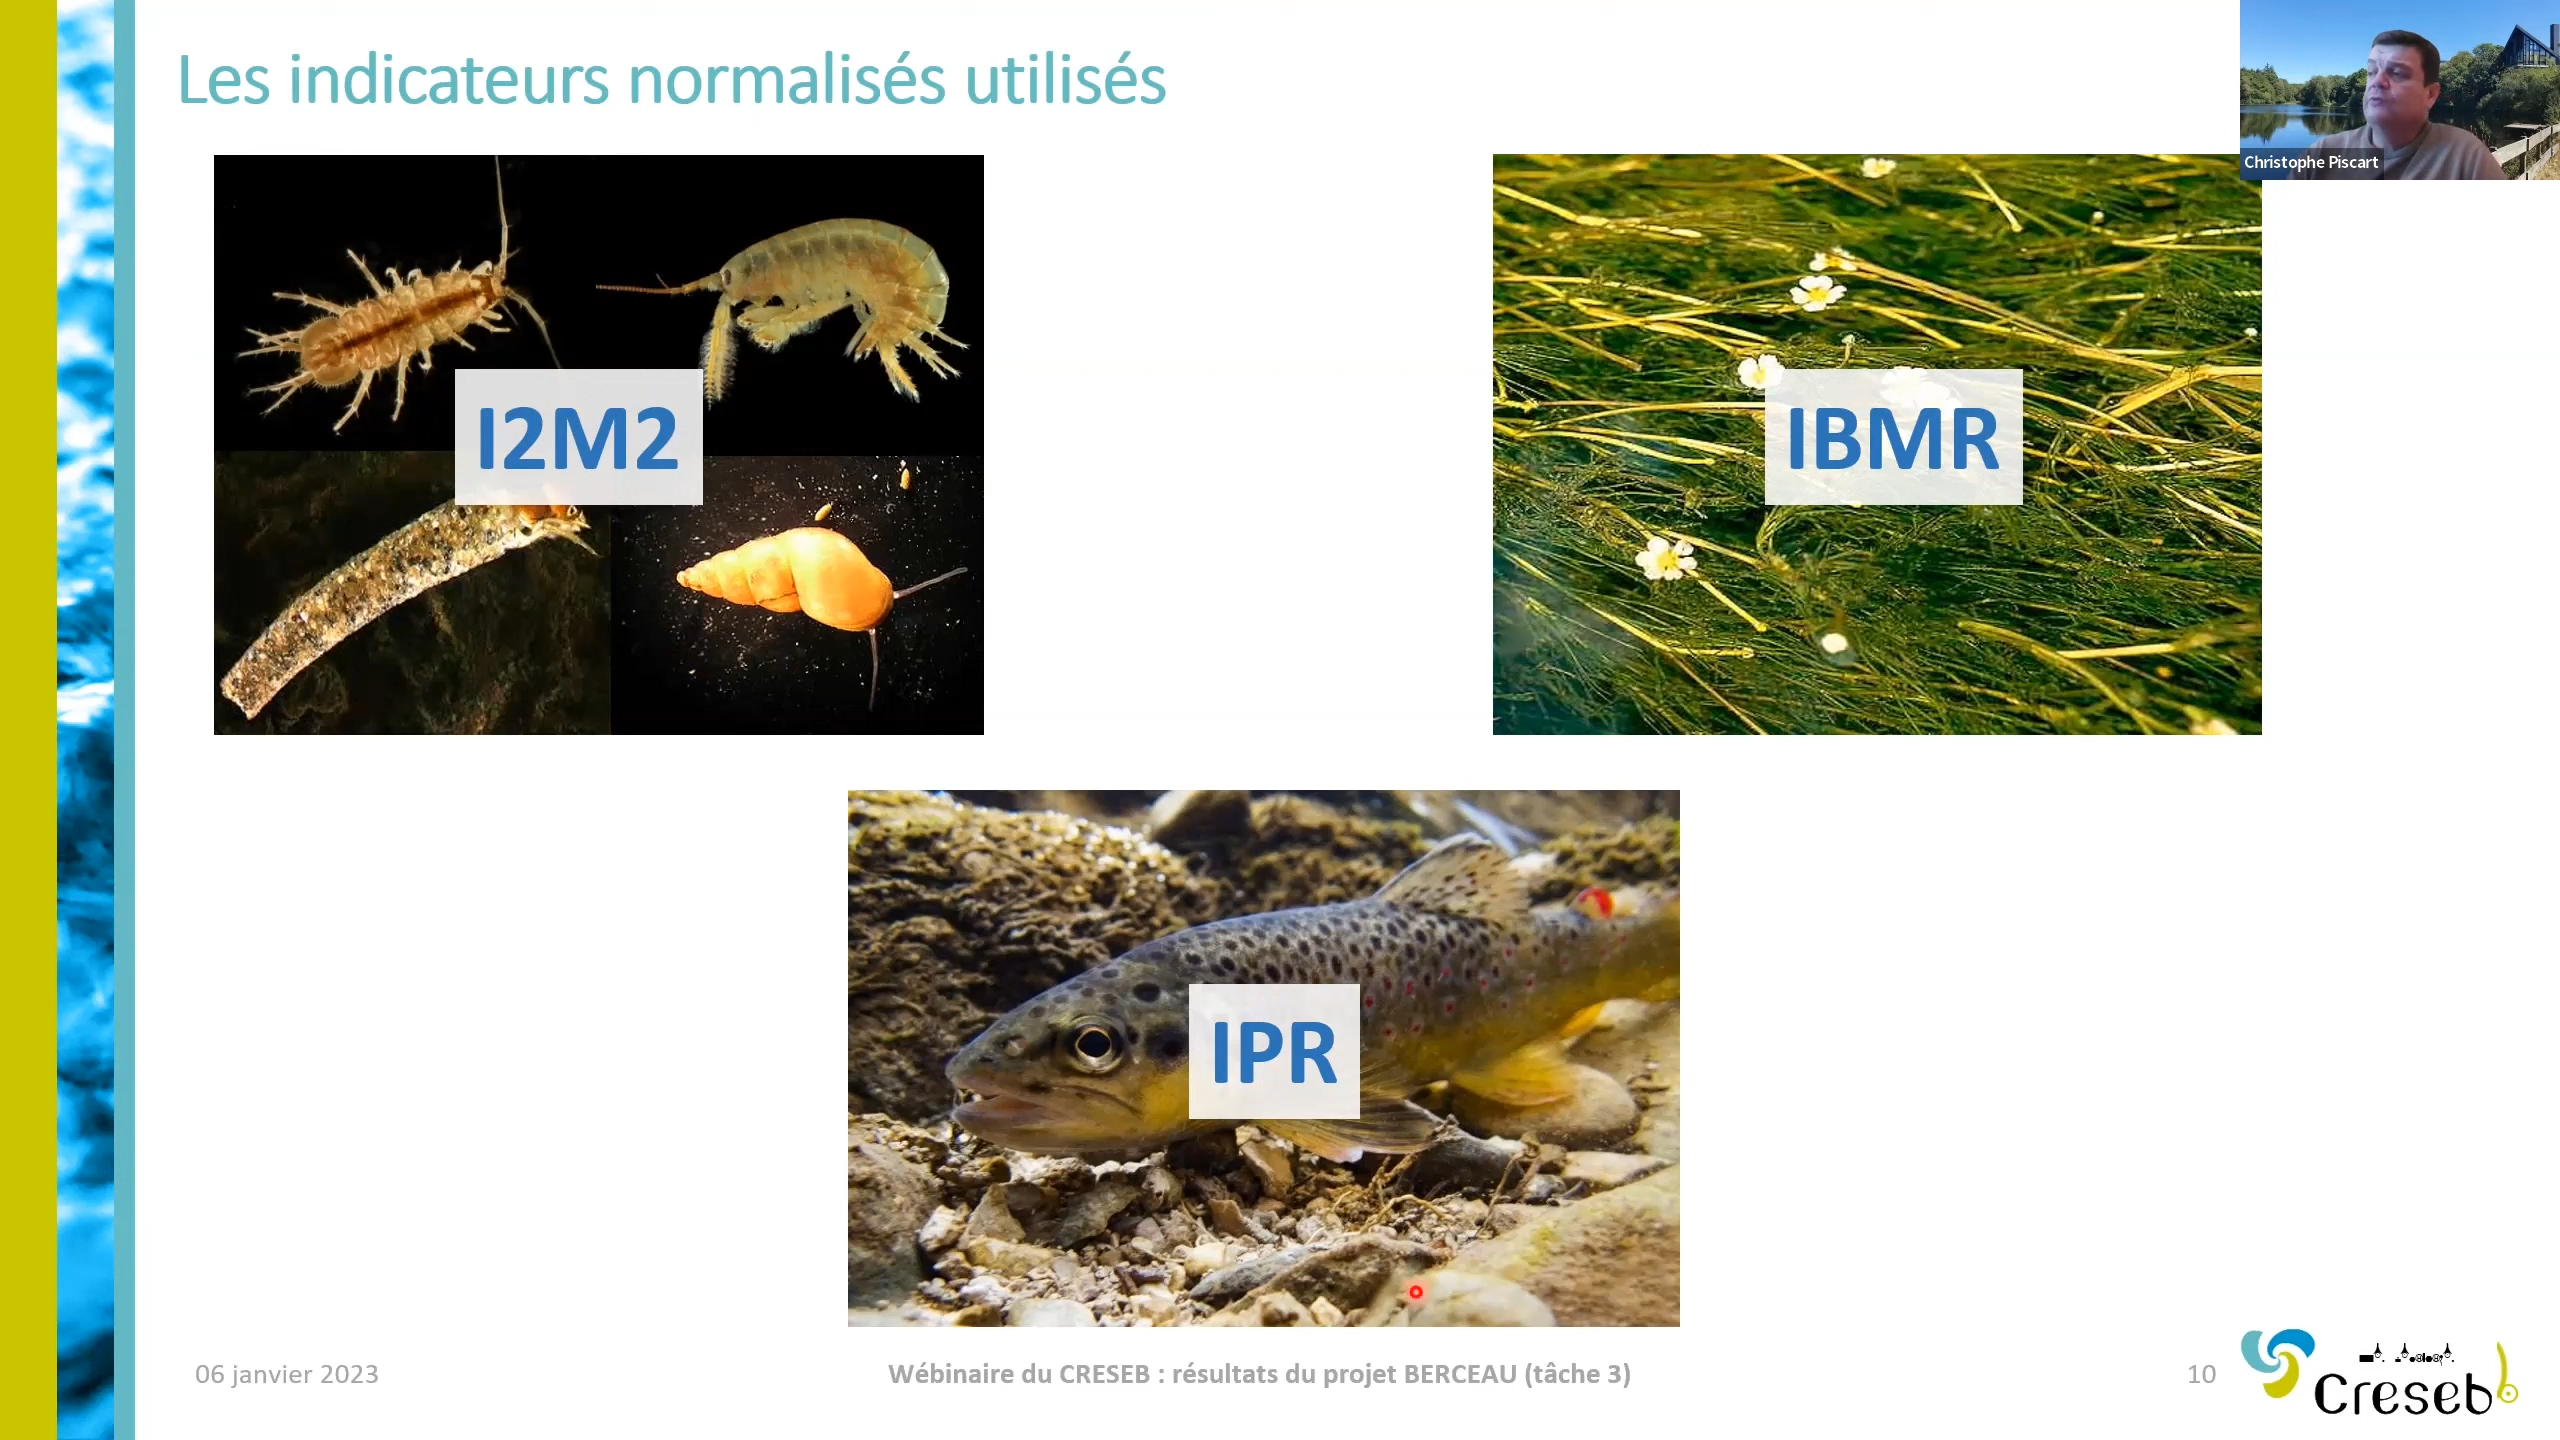 Les indicateurs normalisés utilisés
Christophe Piscart
I2M2
IBMR
IPR
06 janvier 2023
Wébinaire du CRESEB : résultats du projet BERCEAU (tâche 3)
10
Creseb